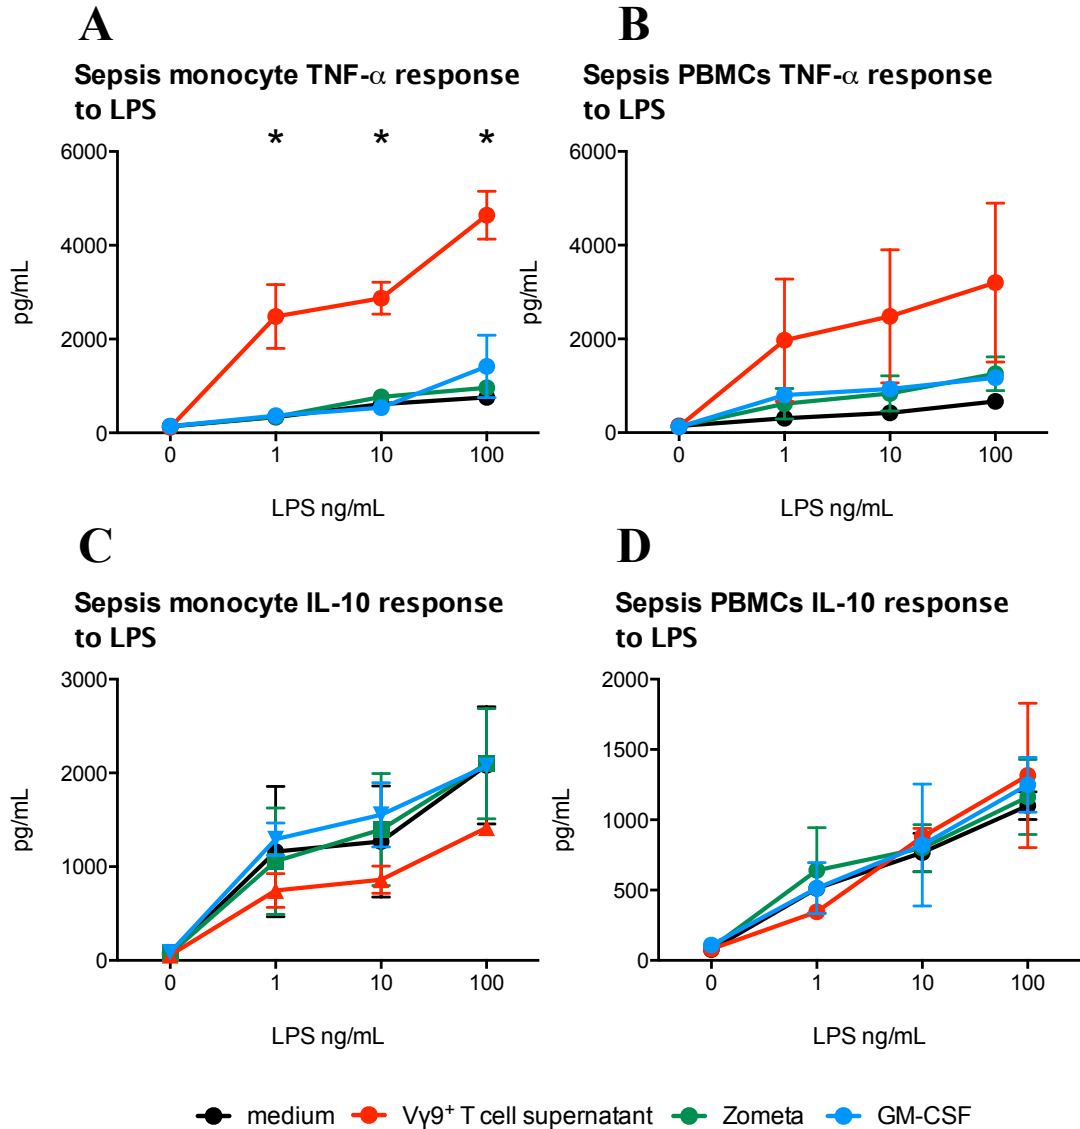 A
Sepsis monocyte TNF-α response
to LPS
* * *
6000
4000
2000
0
pg/mL
0 1 10 100
LPS ng/mL
B
Sepsis PBMCs TNF-α response
to LPS
6000
4000
2000
0
pg/mL
0 1 10 100
LPS ng/mL
C
Sepsis monocyte IL-10 response
to LPS
3000
2000
1000
0
pg/mL
0 1 10 100
LPS ng/mL
D
Sepsis PBMCs IL-10 response
to LPS
2000
1500
1000
500
0
pg/mL
0 1 10 100
LPS ng/mL
medium Vγ9⁺ T cell supernatant Zometa GM-CSF